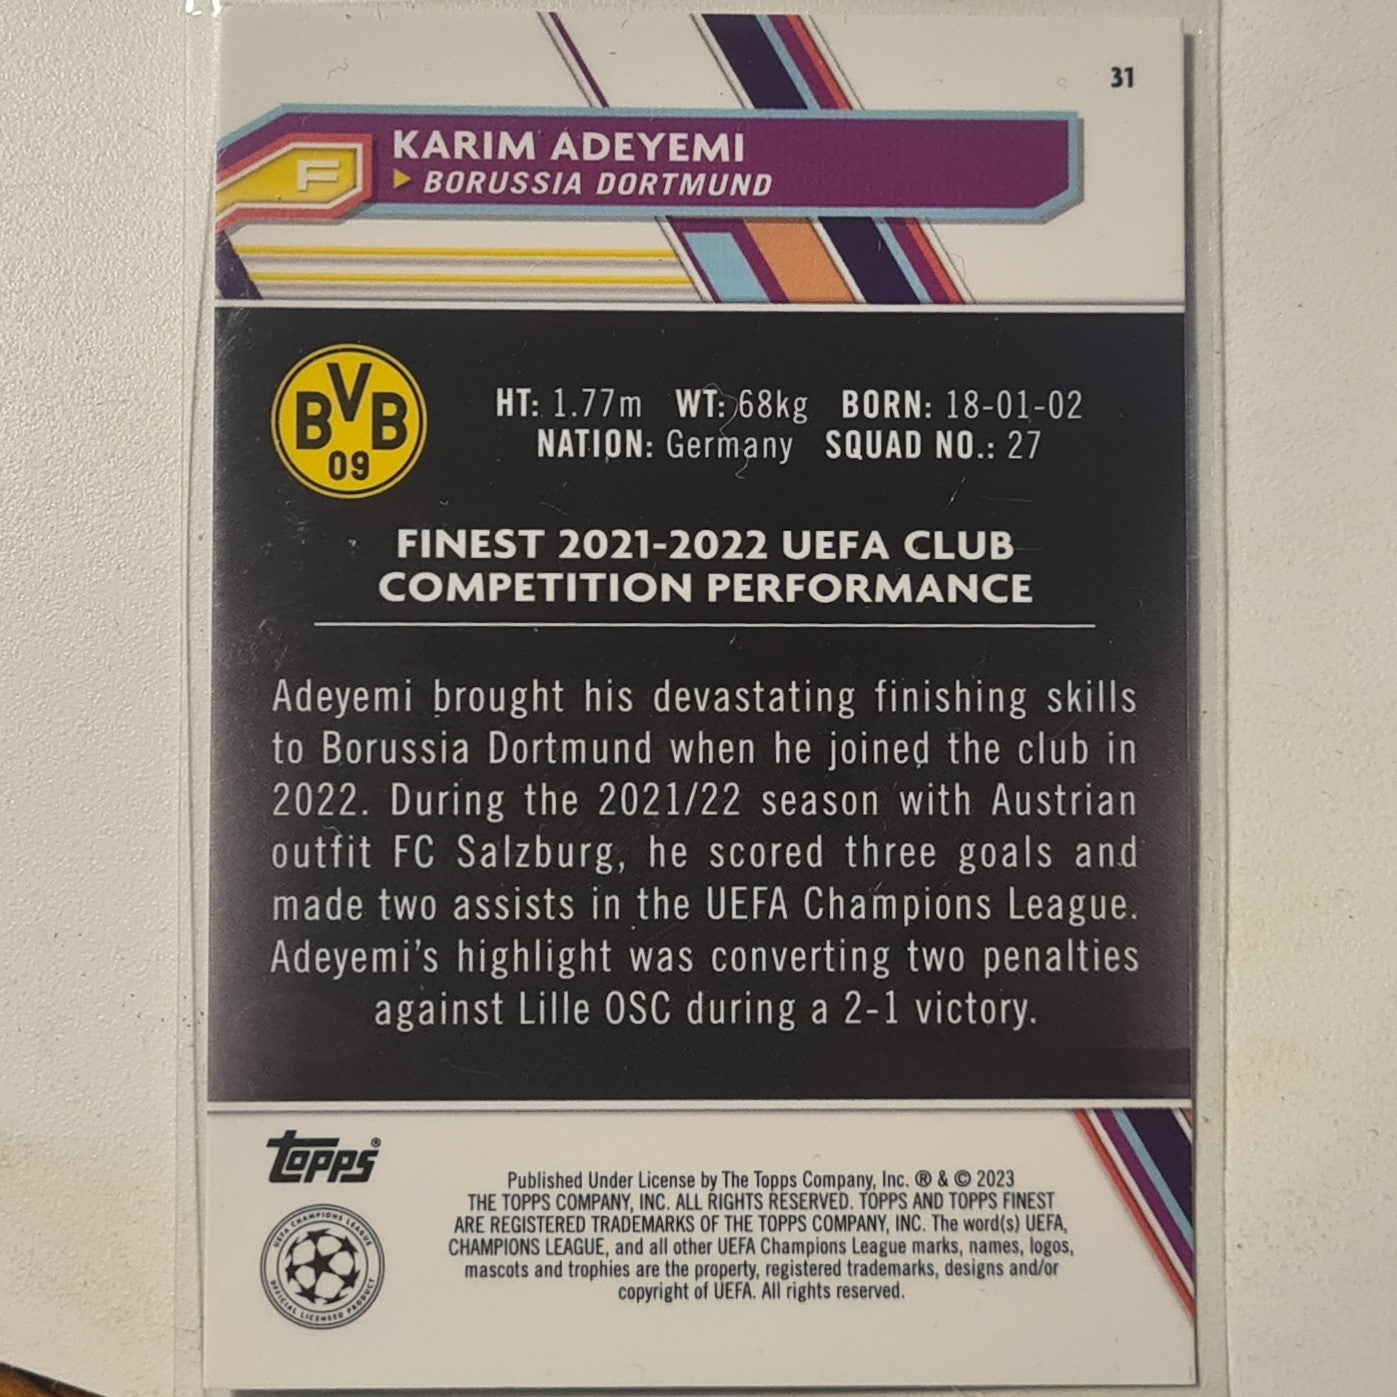 31
KARIM ADEYEMI
F
BORUSSIA DORTMUND
BVB
09
HT: 1.77m WT: 68kg BORN: 18-01-02
NATION: Germany SQUAD NO.: 27
FINEST 2021-2022 UEFA CLUB
COMPETITION PERFORMANCE
Adeyemi brought his devastating finishing skills
to Borussia Dortmund when he joined the club in
2022. During the 2021/22 season with Austrian
outfit FC Salzburg, he scored three goals and
made two assists in the UEFA Champions League.
Adeyemi's highlight was converting two penalties
against Lille OSC during a 2-1 victory.
topps®
Published Under License by The Topps Company, Inc. ® & © 2023
THE TOPPS COMPANY, INC. ALL RIGHTS RESERVED. TOPPS AND TOPPS FINEST
ARE REGISTERED TRADEMARKS OF THE TOPPS COMPANY, INC. The word(s) UEFA,
CHAMPIONS LEAGUE, and all other UEFA Champions League marks, names, logos,
mascots and trophies are the property, registered trademarks, designs and/or
copyright of UEFA. All rights reserved.
UEFA CHAMPIONS LEAGUE
OFFICIAL LICENSED PRODUCT